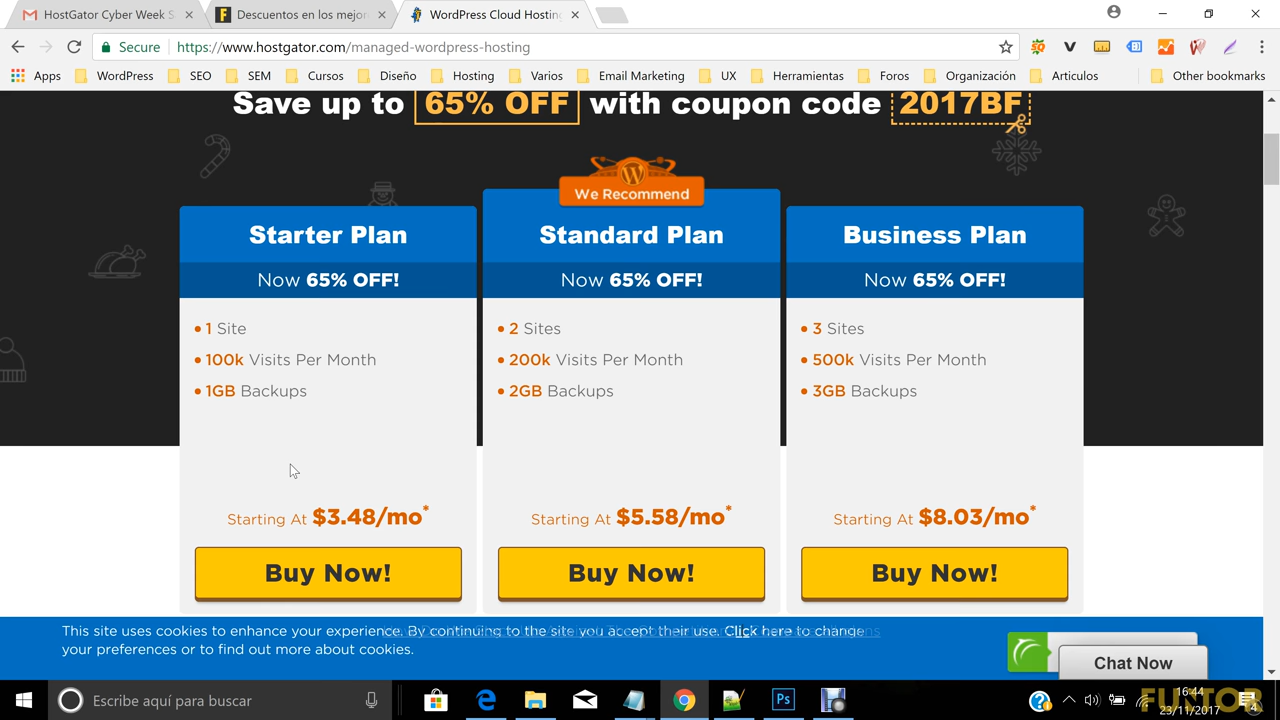 HostGator Cyber Week S
Descuentos en los mejor
WordPress Cloud Hosting
Secure
https://www.hostgator.com/managed-wordpress-hosting
Apps
WordPress
SEO
SEM
Cursos
Diseño
Hosting
Varios
Email Marketing
UX
Herramientas
Foros
Organización
Articulos
Other bookmarks
Save up to 65% OFF with coupon code 2017BF
We Recommend
Starter Plan
Now 65% OFF!
1 Site
100k Visits Per Month
1GB Backups
Starting At $3.48/mo*
Buy Now!
Standard Plan
Now 65% OFF!
2 Sites
200k Visits Per Month
2GB Backups
Starting At $5.58/mo*
Buy Now!
Business Plan
Now 65% OFF!
3 Sites
500k Visits Per Month
3GB Backups
Starting At $8.03/mo*
Buy Now!
This site uses cookies to enhance your experience. By continuing to the site you accept their use. Click here to change
your preferences or to find out more about cookies.
Chat Now
Escribe aquí para buscar
Ps
16:44
23/11/2017
4
FUNTOR